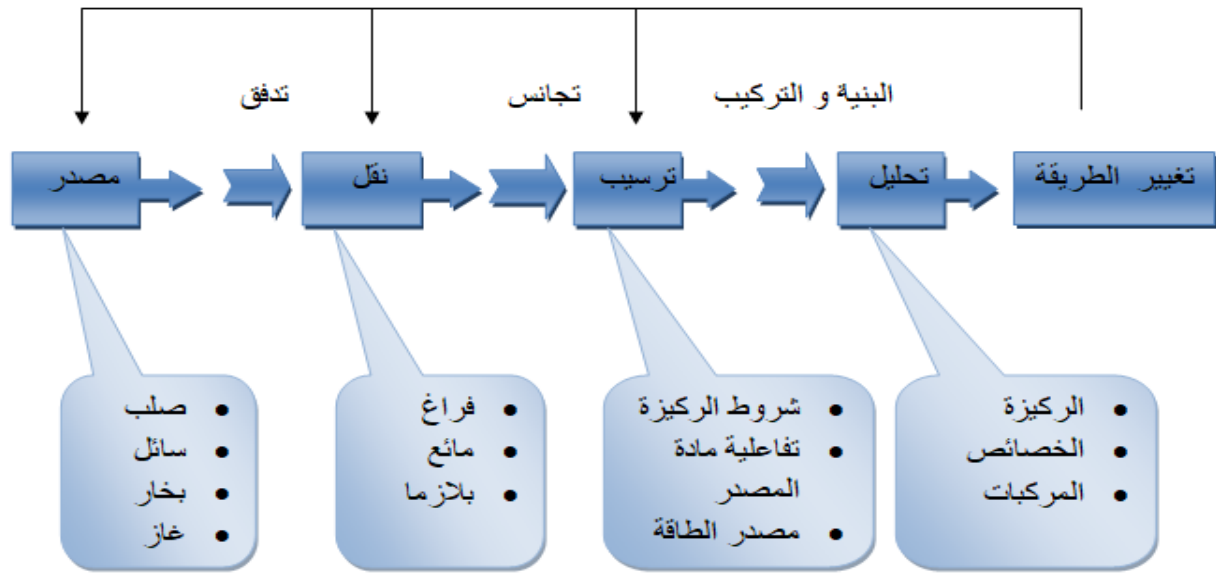 تدفق
تجانس
البنية و التركيب
مصدر
نقل
ترسيب
تحليل
تغيير الطريقة
• صلب
• سائل
• بخار
• غاز
• فراغ
• مائع
• بلازما
• شروط الركيزة
• تفاعلية مادة
المصدر
• مصدر الطاقة
• الركيزة
• الخصائص
• المركبات